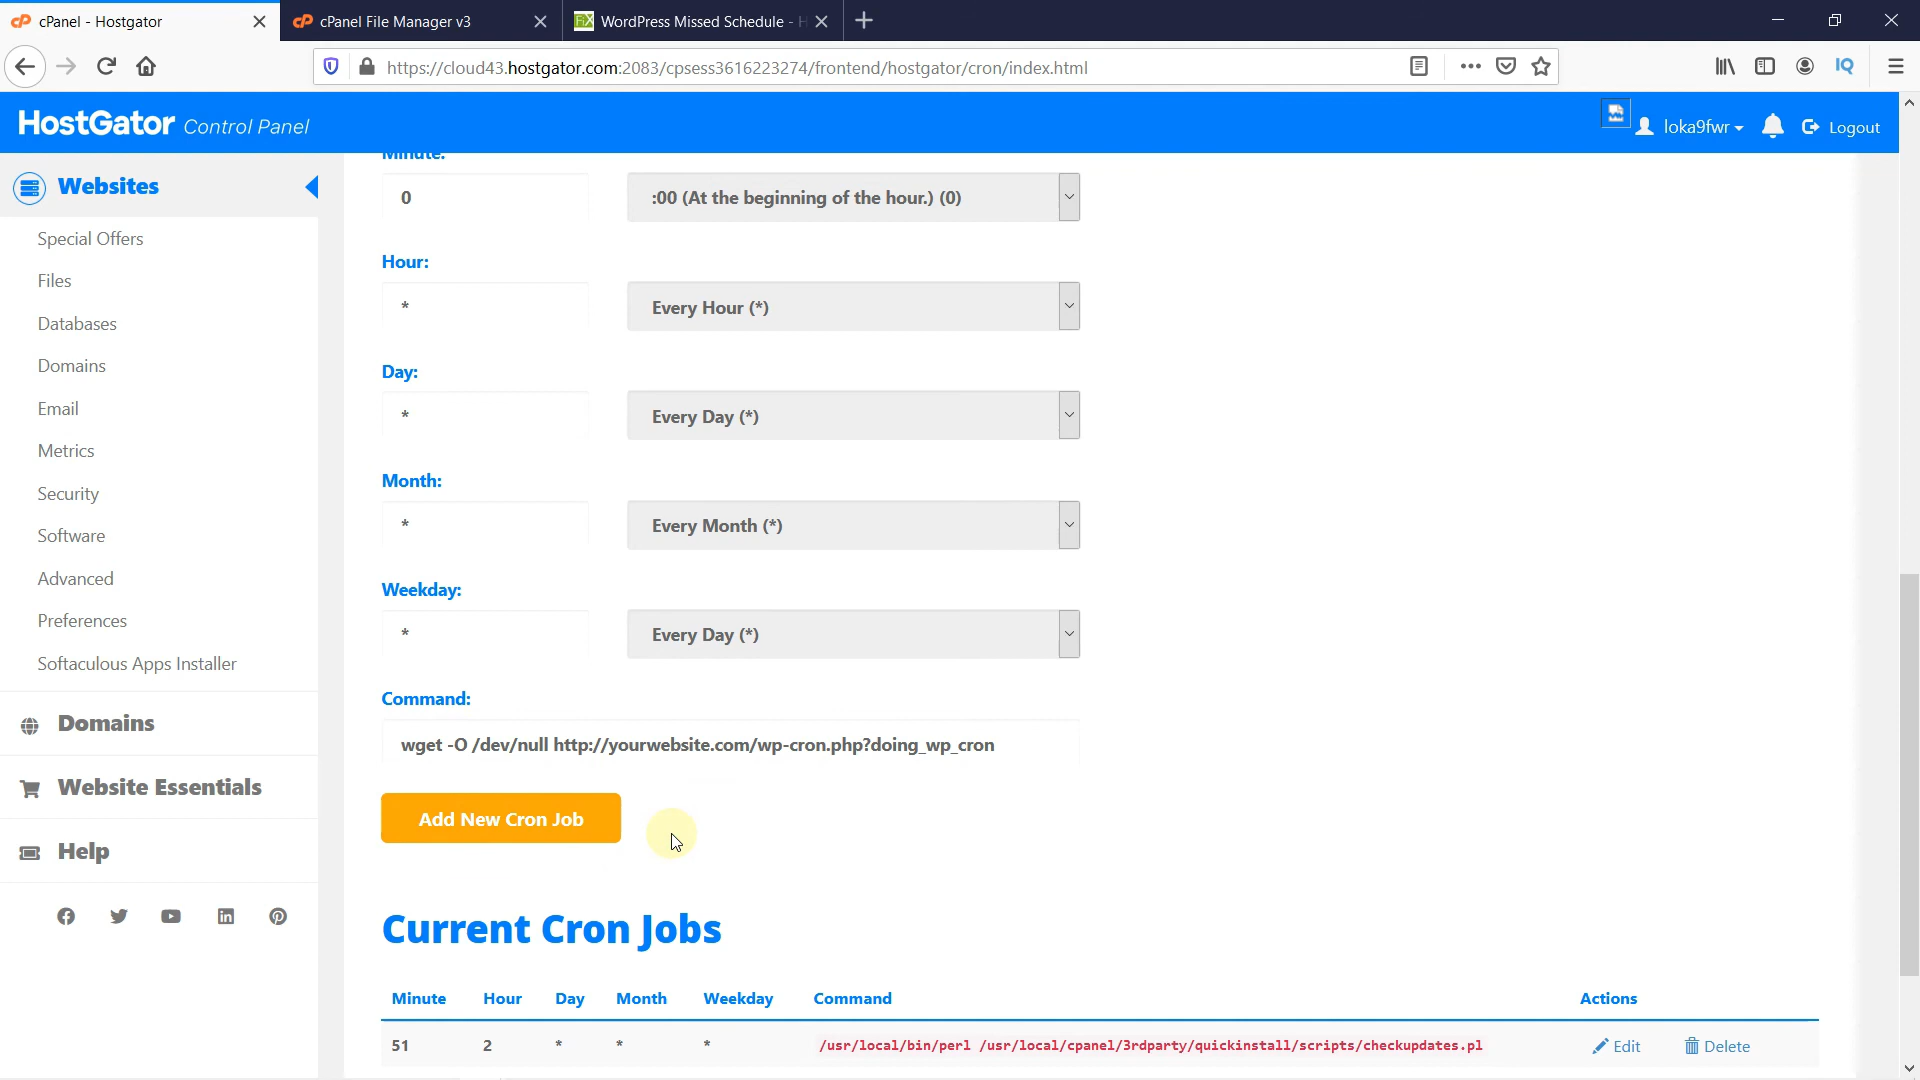 cPanel - Hostgator
cPanel File Manager v3
WordPress Missed Schedule - H
https://cloud43.hostgator.com:2083/cpsess3616223274/frontend/hostgator/cron/index.html
IQ
HostGator Control Panel
loka9fwr
Logout
Websites
Special Offers
Files
Databases
Domains
Email
Metrics
Security
Software
Advanced
Preferences
Softaculous Apps Installer
Domains
Website Essentials
Help
Minute:
0
:00 (At the beginning of the hour.) (0)
Hour:
*
Every Hour (*)
Day:
*
Every Day (*)
Month:
*
Every Month (*)
Weekday:
*
Every Day (*)
Command:
wget -O /dev/null http://yourwebsite.com/wp-cron.php?doing_wp_cron
Add New Cron Job
Current Cron Jobs
Minute Hour Day Month Weekday Command Actions
51 2 * * * /usr/local/bin/perl /usr/local/cpanel/3rdparty/quickinstall/scripts/checkupdates.pl Edit Delete